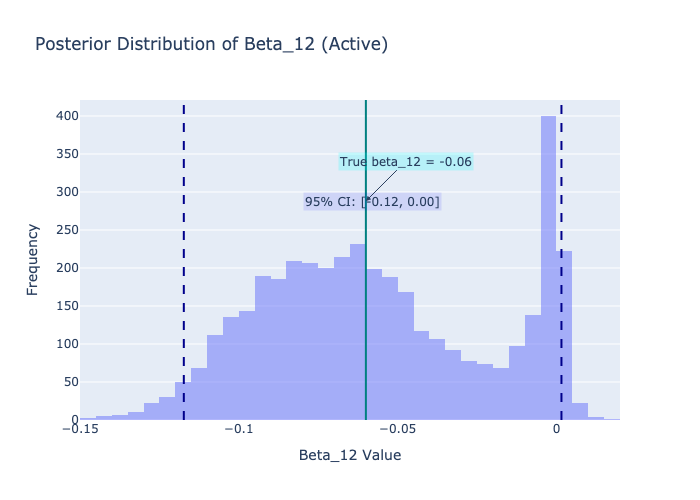 Posterior Distribution of Beta_12 (Active)
400
350
300
250
200
150
100
50
0
Frequency
True beta_12 = -0.06
95% CI: [-0.12, 0.00]
−0.15
−0.1
−0.05
0
Beta_12 Value